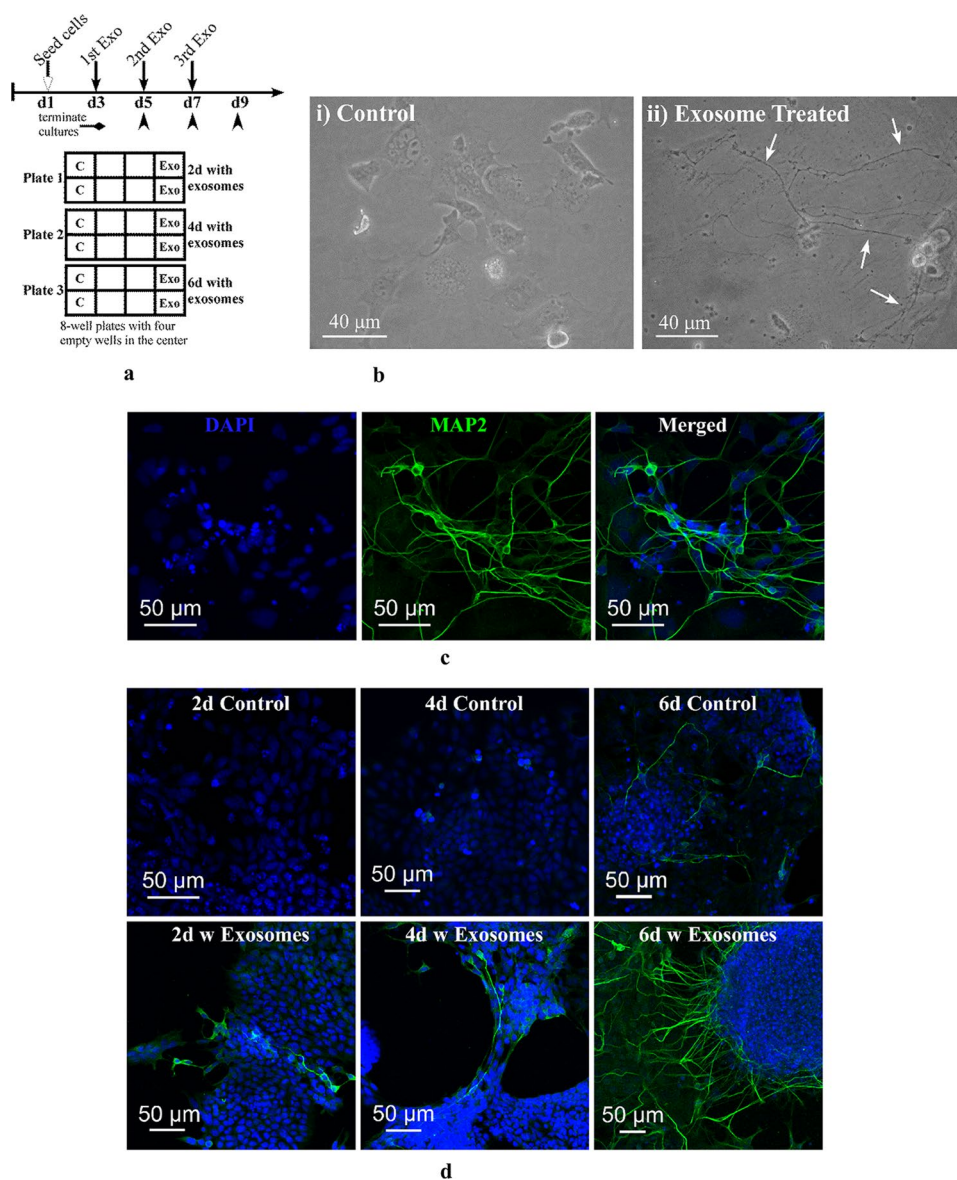 Seed cells
1st Exo
2nd Exo
3rd Exo
d1 d3 d5 d7 d9
terminate
cultures
Plate 1
C Exo
C Exo
2d with
exosomes
Plate 2
C Exo
C Exo
4d with
exosomes
Plate 3
C Exo
C Exo
6d with
exosomes
8-well plates with four
empty wells in the center
a
i) Control
40 μm
ii) Exosome Treated
40 μm
b
DAPI
50 μm
MAP2
50 μm
Merged
50 μm
c
2d Control
50 μm
4d Control
50 μm
6d Control
50 μm
2d w Exosomes
50 μm
4d w Exosomes
50 μm
6d w Exosomes
50 μm
d